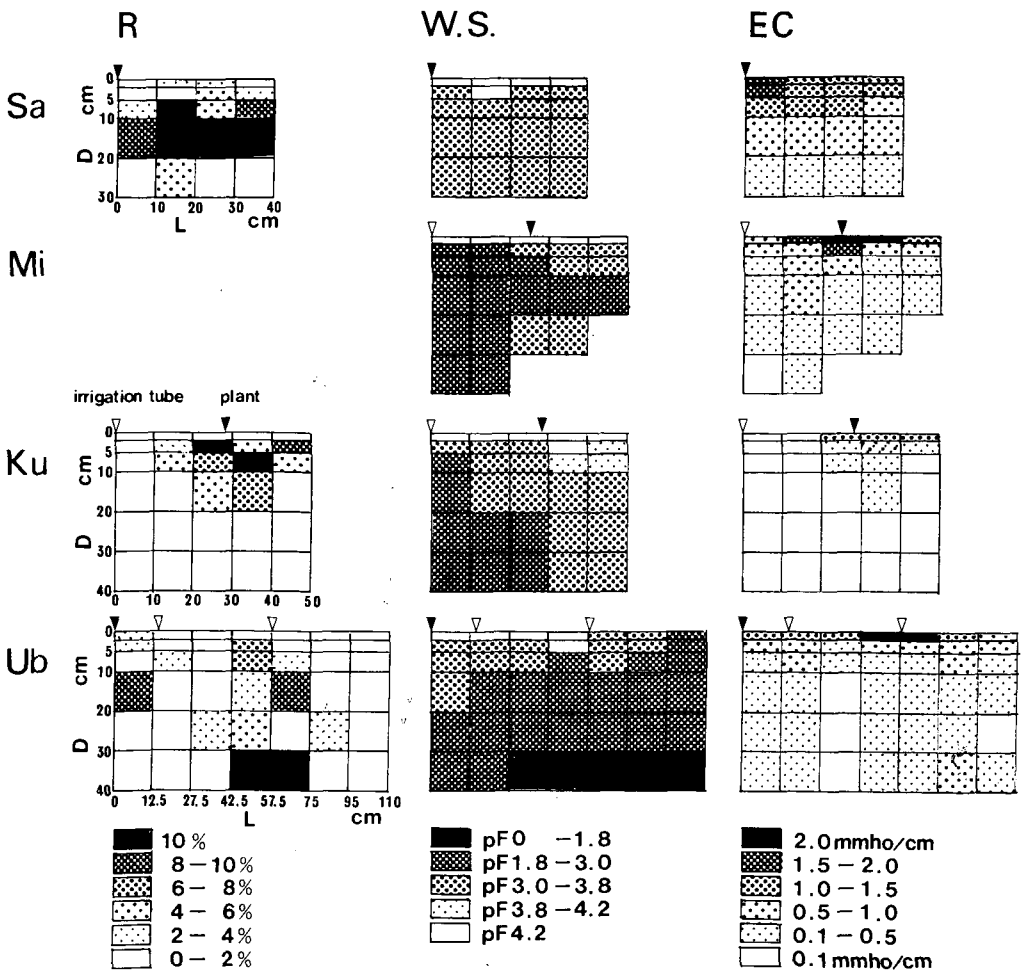 R W.S. EC
Sa
cm
D
0
5
10
20
30
0 10 20 30 40
L cm
Mi
irrigation tube plant
Ku
cm
D
0
5
10
20
30
40
0 10 20 30 40 50
Ub
cm
D
0
5
10
20
30
40
0 12.5 27.5 42.5 57.5 75 95 110
L cm
10%
8-10%
6-8%
4-6%
2-4%
0-2%
pF0 -1.8
pF1.8-3.0
pF3.0-3.8
pF3.8-4.2
pF4.2
2.0mmho/cm
1.5-2.0
1.0-1.5
0.5-1.0
0.1-0.5
0.1mmho/cm